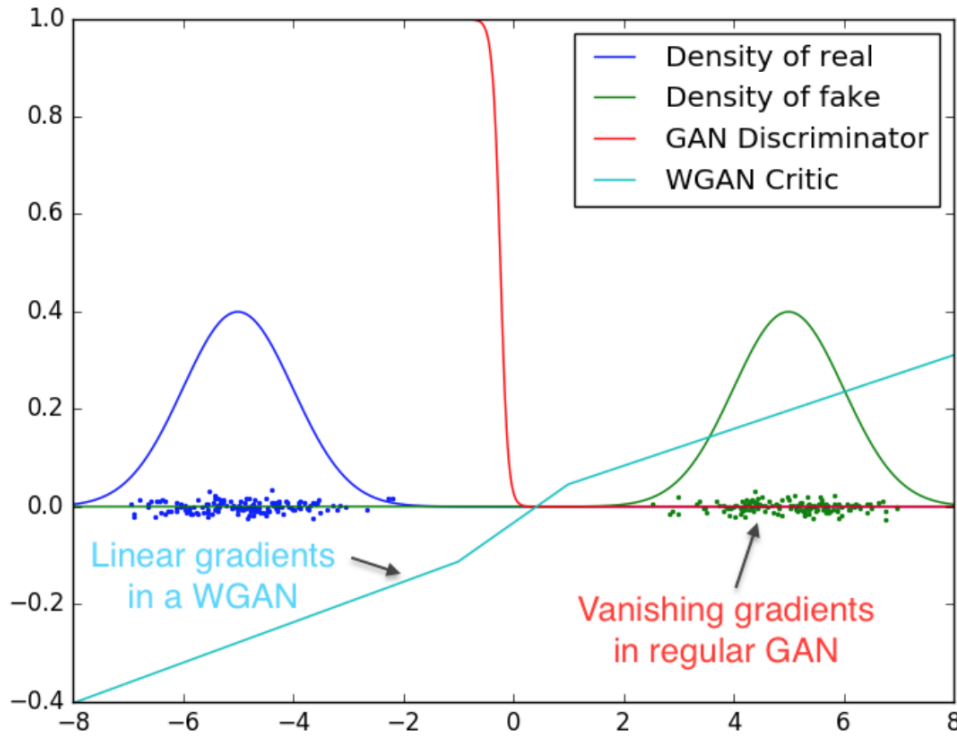 1.0
0.8
0.6
0.4
0.2
0.0
−0.2
−0.4
Density of real
Density of fake
GAN Discriminator
WGAN Critic
Linear gradients
in a WGAN
Vanishing gradients
in regular GAN
−8
−6
−4
−2
0
2
4
6
8